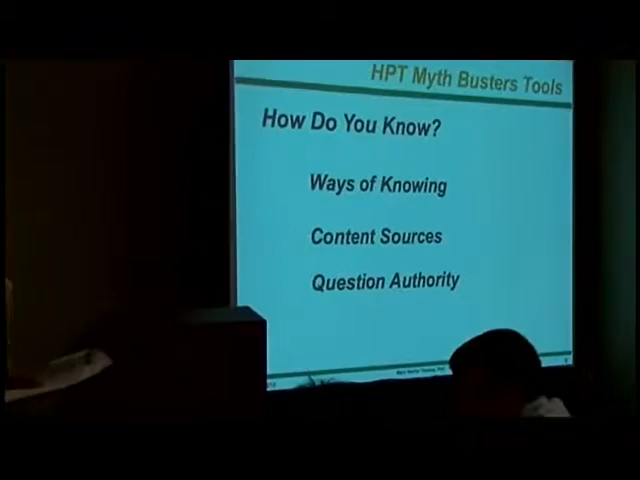 HPT Myth Busters Tools
How Do You Know?
Ways of Knowing
Content Sources
Question Authority